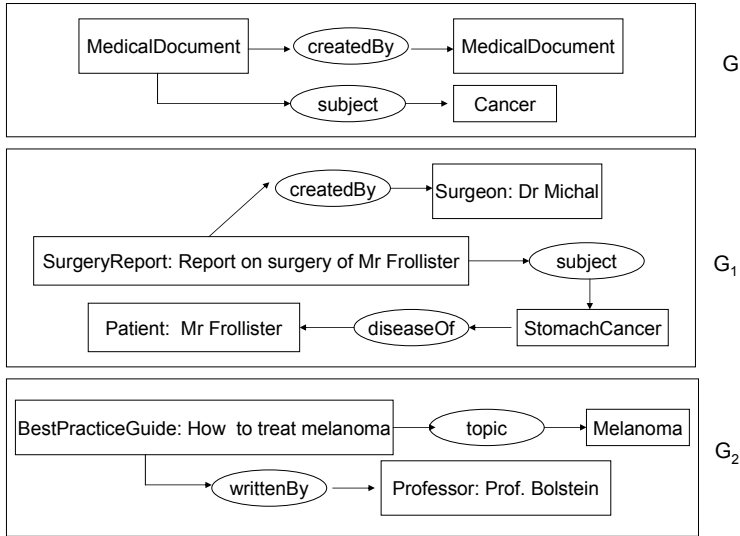 MedicalDocument createdBy MedicalDocument
G
subject Cancer
createdBy Surgeon: Dr Michal
SurgeryReport: Report on surgery of Mr Frollister subject
G1
Patient: Mr Frollister diseaseOf StomachCancer
BestPracticeGuide: How to treat melanoma topic Melanoma
G2
writtenBy Professor: Prof. Bolstein